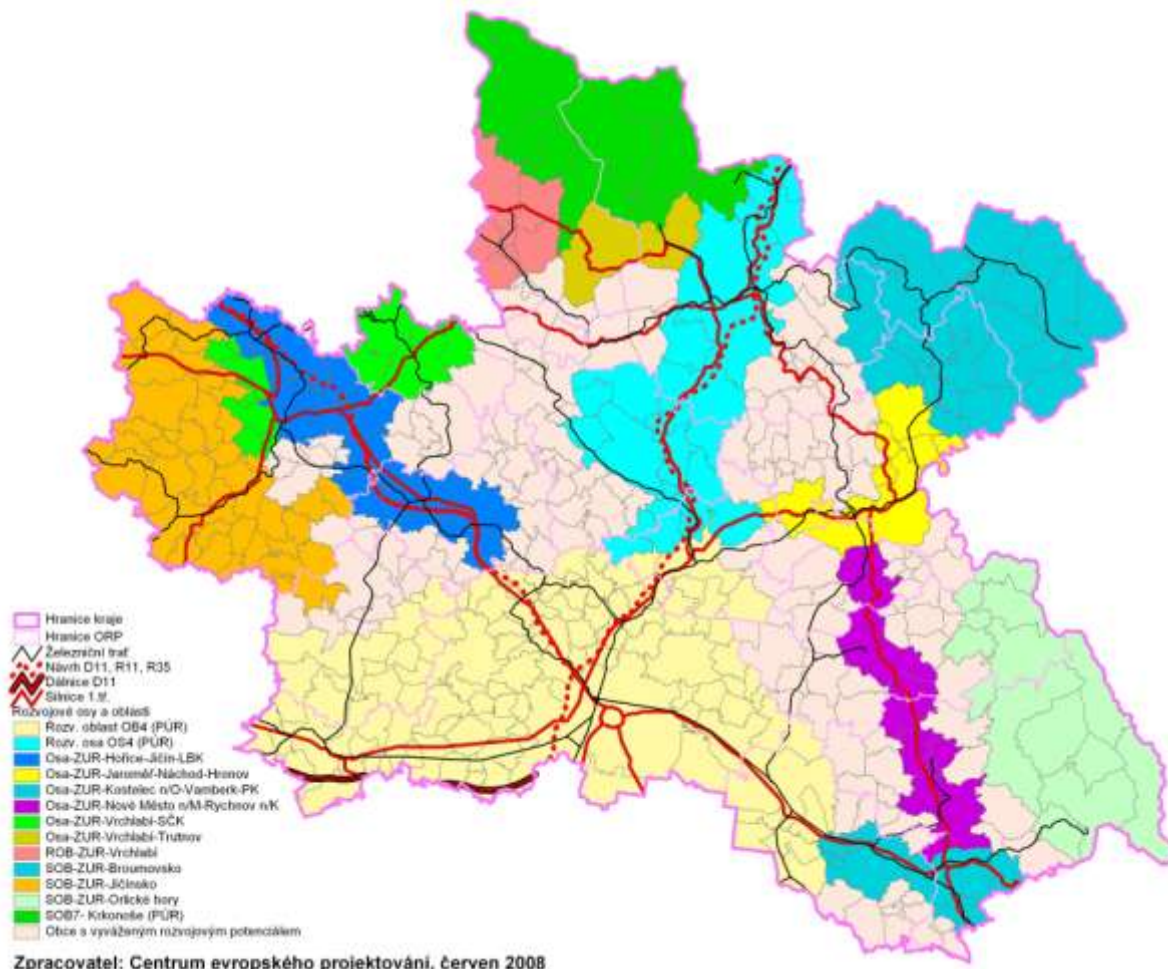 Hranice kraje
Hranice ORP
Železniční trať
Návrh D11, R11, R35
Dálnice D11
Silnice 1.tř.
Rozvojové osy a oblasti
Rozv. oblast OB4 (PÚR)
Rozv. osa OS4 (PÚR)
Osa-ZUR-Hořice-Jičín-LBK
Osa-ZUR-Jaroměř-Náchod-Hronov
Osa-ZUR-Kostelec n/O-Vamberk-PK
Osa-ZUR-Nové Město n/M-Rychnov n/K
Osa-ZUR-Vrchlabí-SČK
Osa-ZUR-Vrchlabí-Trutnov
ROB-ZUR-Vrchlabí
SOB-ZUR-Broumovsko
SOB-ZUR-Jičínsko
SOB-ZUR-Orlické hory
SOB7- Krkonoše (PÚR)
Obce s vyváženým rozvojovým potenciálem
Zpracovatel: Centrum evropského projektování, červen 2008